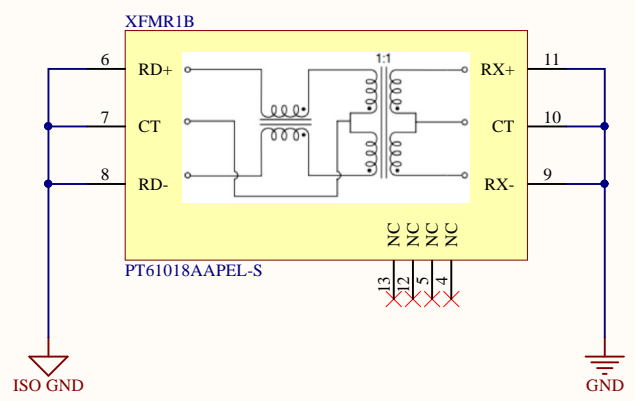 XFMR1B
1:1
6 RD+ RX+ 11
7 CT CT 10
8 RD- RX- 9
NC NC NC NC
13 12 5 4
PT61018AAPEL-S
ISO GND GND